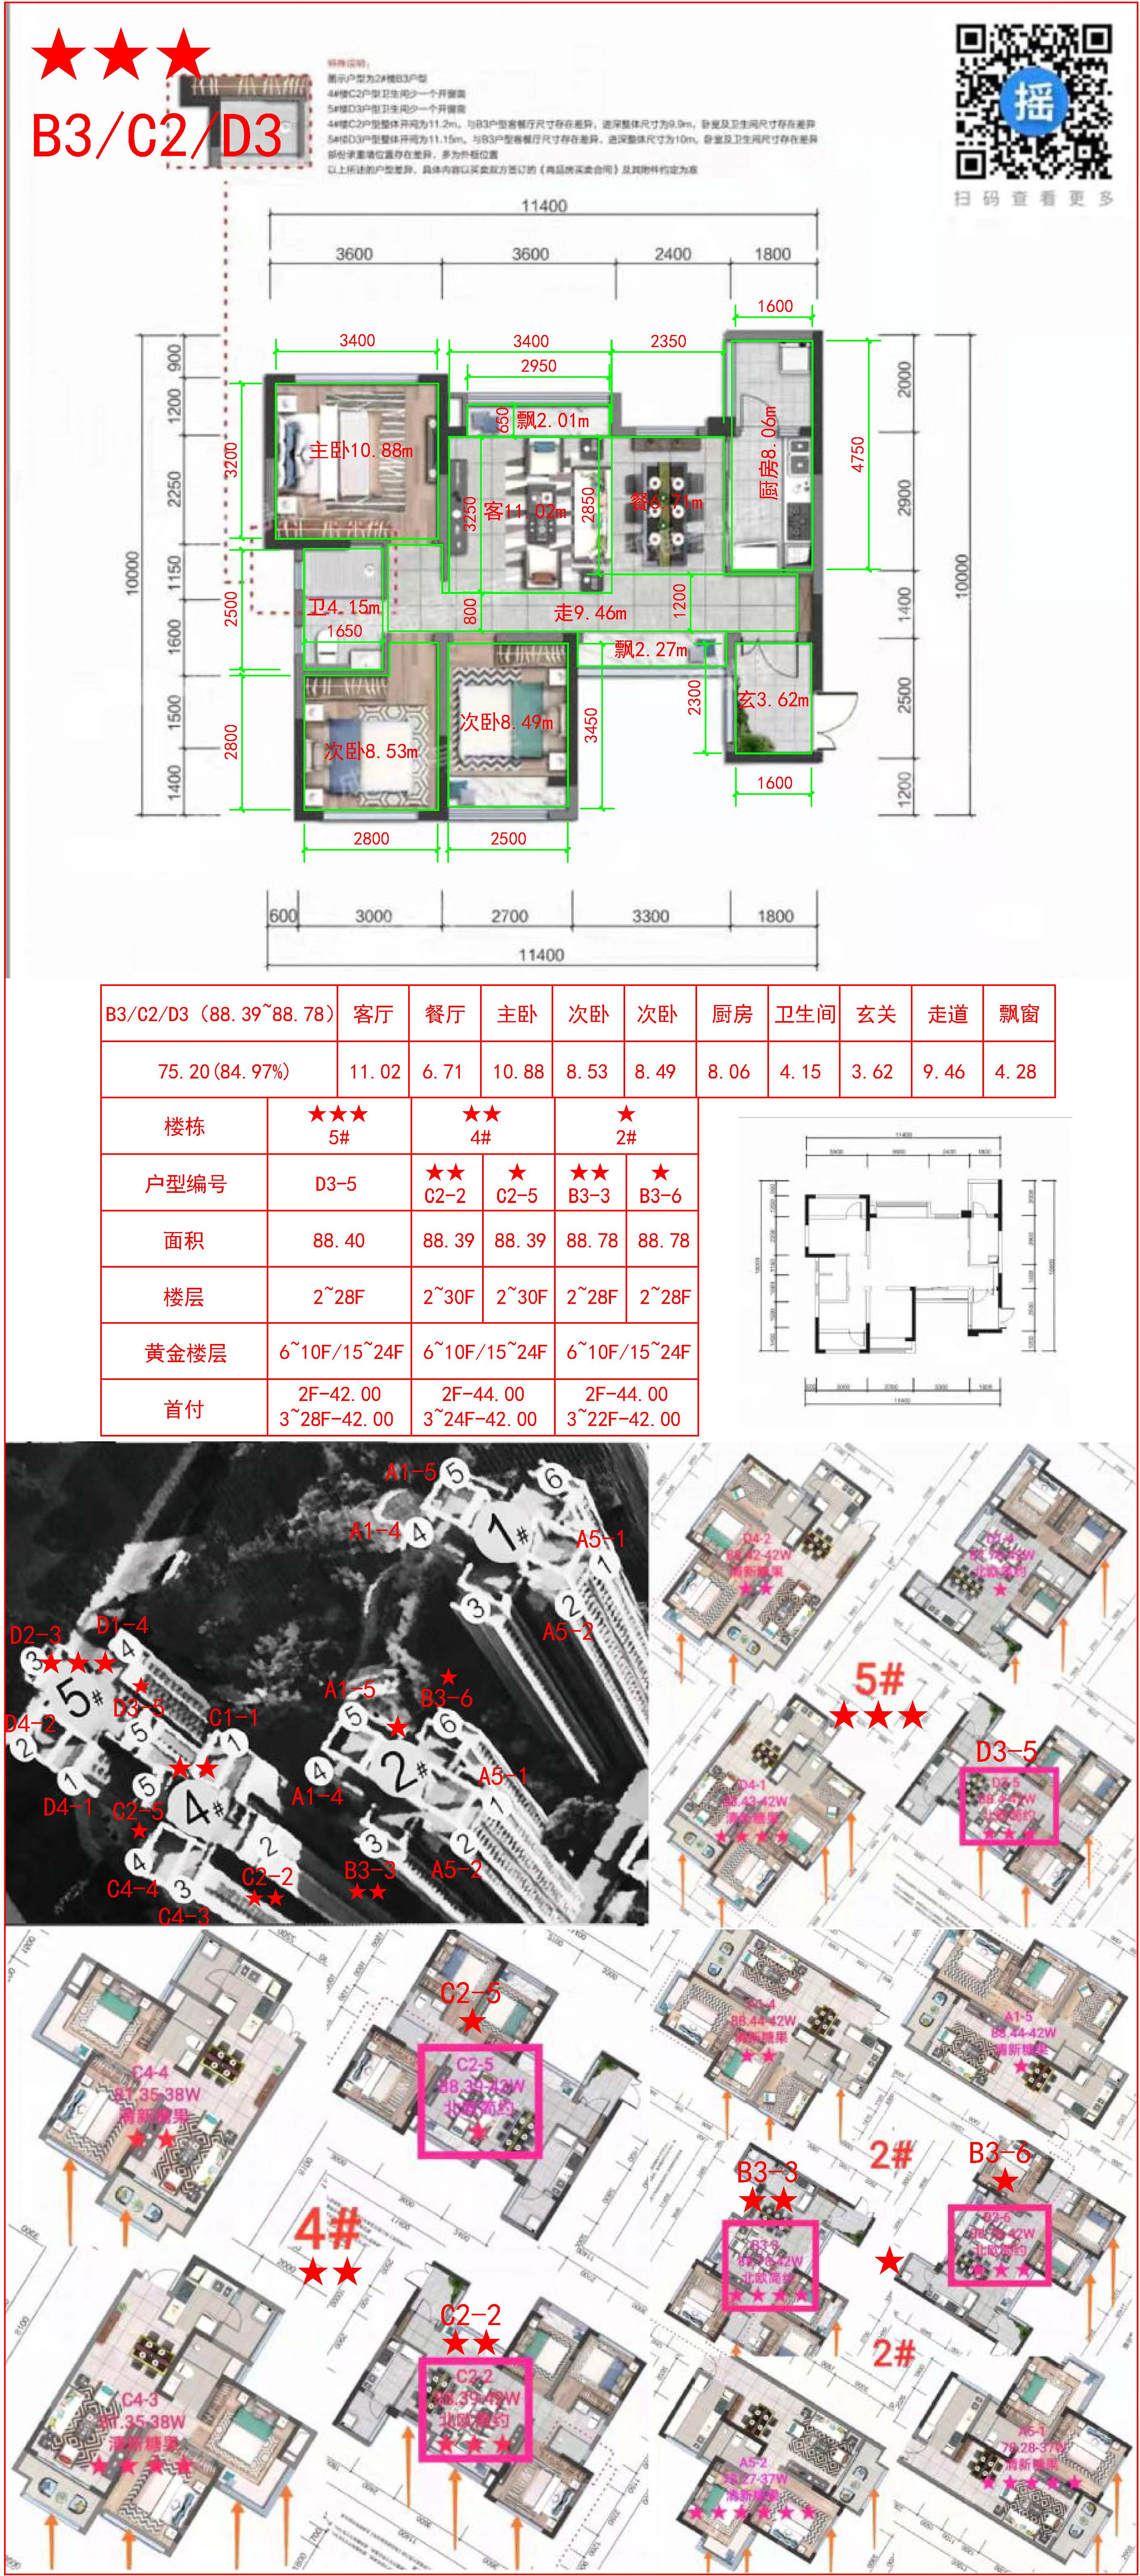 ★★★
B3/C2/D3
特殊说明：
图示户型为2#楼B3户型
4#楼C2户型卫生间少一个开窗面
5#楼D3户型卫生间少一个开窗面
4#楼C2户型整体开间为11.2m，与B3户型客餐厅尺寸存在差异，进深整体尺寸为9.9m，卧室及卫生间尺寸存在差异
5#楼D3户型整体开间为11.15m，与B3户型客餐厅尺寸存在差异，进深整体尺寸为10m，卧室及卫生间尺寸存在差异
部份承重墙位置存在差异，多为外框位置
以上所述的户型差异，具体内容以买卖双方签订的《商品房买卖合同》及其附件约定为准
摇
扫码查看更多
11400
3600 3600 2400 1800
1600
3400 3400 2350
2950
900
1200
2250
1150
1600
1500
1400
10000
3200
2500
2800
主卧10.88m
飘2.01m
650
客11.02m
3250
2850
餐6.71m
厨房8.06m
4750
卫4.15m
1650
走9.46m
800
1200
飘2.27m
2300
3450
玄3.62m
次卧8.53m
次卧8.49m
2000
2900
1400
2500
1200
10000
1600
2800 2500
600 3000 2700 3300 1800
11400
B3/C2/D3（88.39~88.78） 客厅 餐厅 主卧 次卧 次卧 厨房 卫生间 玄关 走道 飘窗
75.20(84.97%) 11.02 6.71 10.88 8.53 8.49 8.06 4.15 3.62 9.46 4.28
楼栋 ★★★ 5# ★★ 4# ★ 2#
户型编号 D3-5 ★★ C2-2 ★ C2-5 ★★ B3-3 ★ B3-6
面积 88.40 88.39 88.39 88.78 88.78
楼层 2~28F 2~30F 2~30F 2~28F 2~28F
黄金楼层 6~10F/15~24F 6~10F/15~24F 6~10F/15~24F
首付 2F-42.00 2F-44.00 2F-44.00
3~28F-42.00 3~24F-42.00 3~22F-42.00
A1-5 5 6
A1-4 4 1# A5-1 1
3 2 A5-2
D2-3 3 D1-4 4
★★★
5# D3-5 5 ★
D4-2 2 C1-1 1
1 D4-1
★★
C2-5 5 4# ★
4 C4-4
3 C4-3
2 C2-2 ★★
A1-5 5 B3-6 6 ★
A1-4 4 2# ★ A5-1 1
3 B3-3 ★★
2 A5-2
D4-2
88.42-42W
清新糖果
★★
D1-4
北欧简约
★
5#
★★★
D4-1
88.43-42W
清新糖果
★★★★
D3-5
D3-5
88.4-42W
北欧简约
★★★
C4-4
81.35-38W
清新糖果
★★
C2-5
★
C2-5
88.39-42W
北欧简约
★
4#
★★
C4-3
81.35-38W
清新糖果
★★★★
C2-2
★★
C2-2
88.39-42W
北欧简约
★★★
A1-4
88.44-42W
清新糖果
★★
A1-5
88.44-42W
清新糖果
★
2#
B3-3
★★
B3-3
88.78-42W
北欧简约
★★★★
★
B3-6
★
B3-6
88.78-42W
北欧简约
★★★
2#
A5-2
78.27-37W
清新糖果
★★★★★★
A5-1
78.28-37W
清新糖果
★★★★★